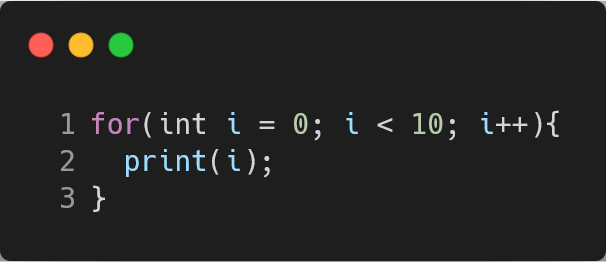 1 for(int i = 0; i < 10; i++){
2   print(i);
3 }